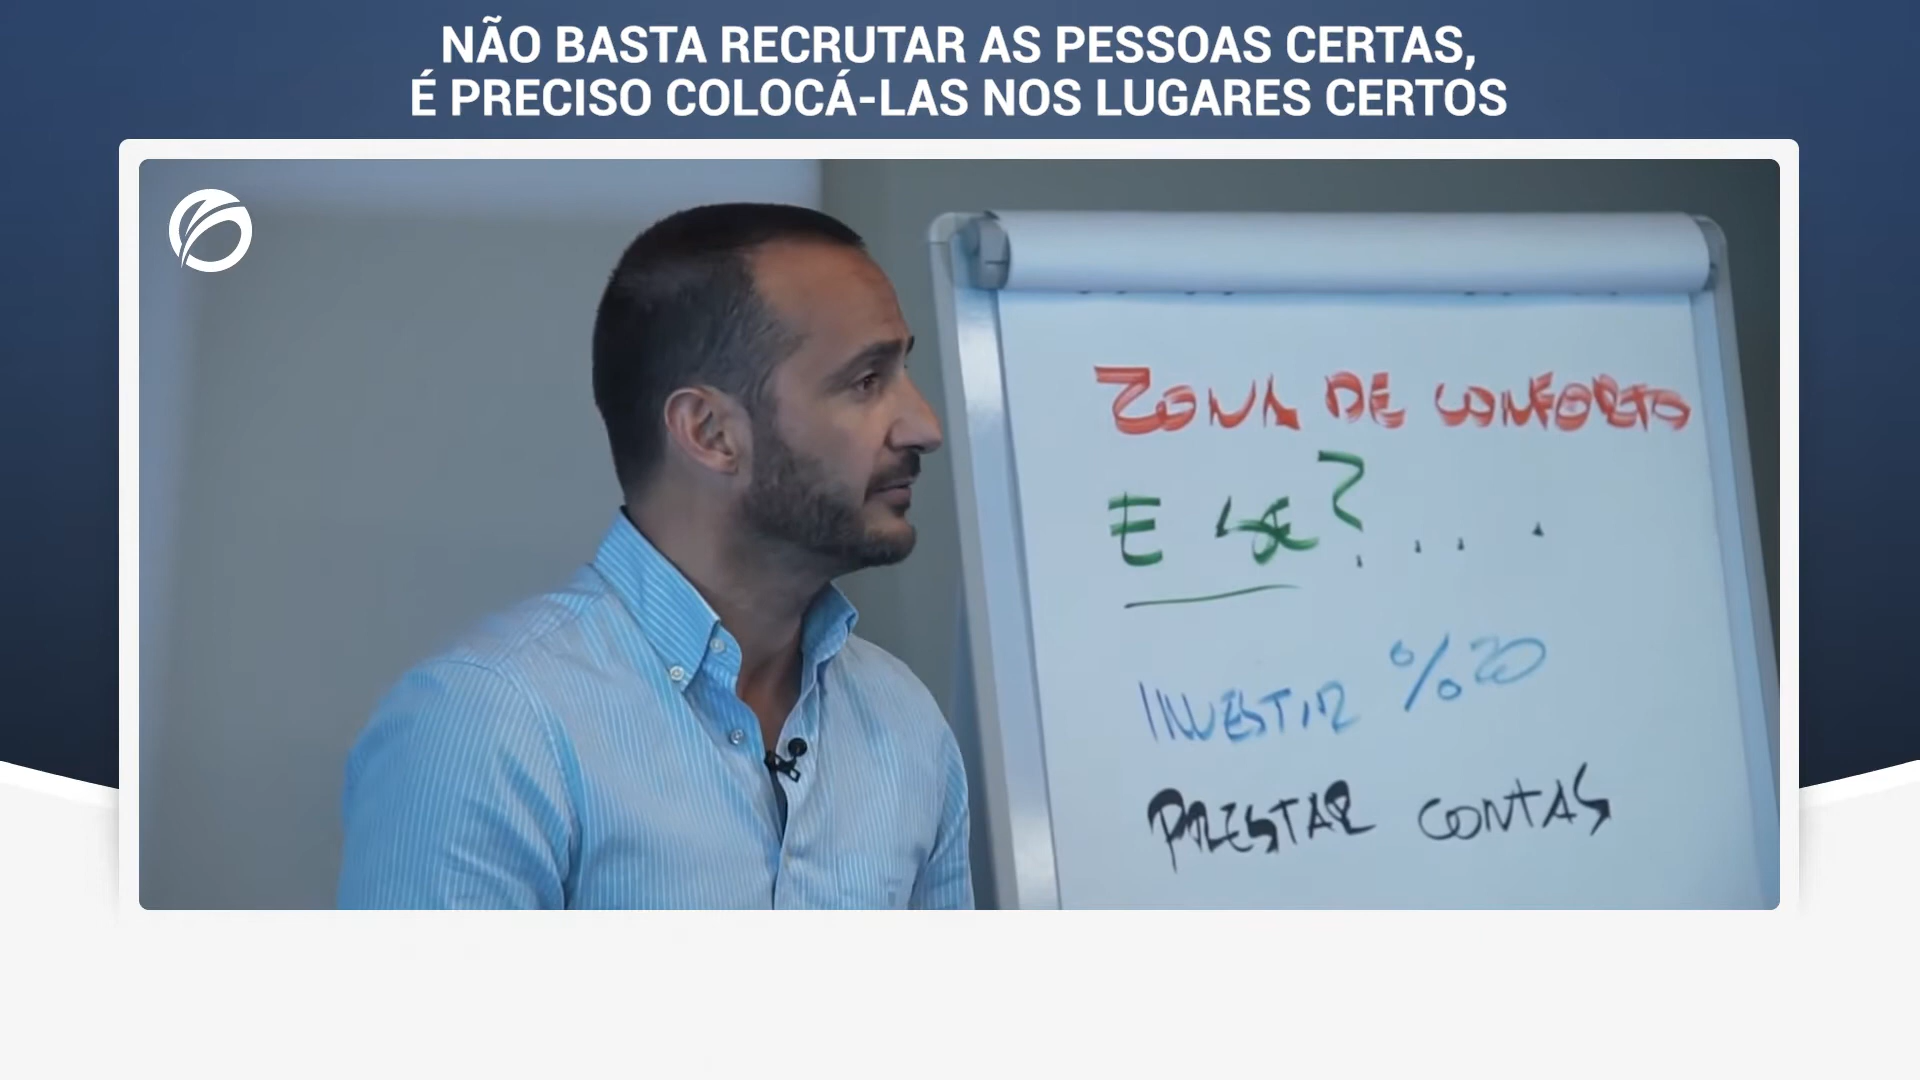 NÃO BASTA RECRUTAR AS PESSOAS CERTAS,
É PRECISO COLOCÁ-LAS NOS LUGARES CERTOS
ZONA DE CONFORTO
E SE? ...
INVESTIR %20
PRESTAR CONTAS